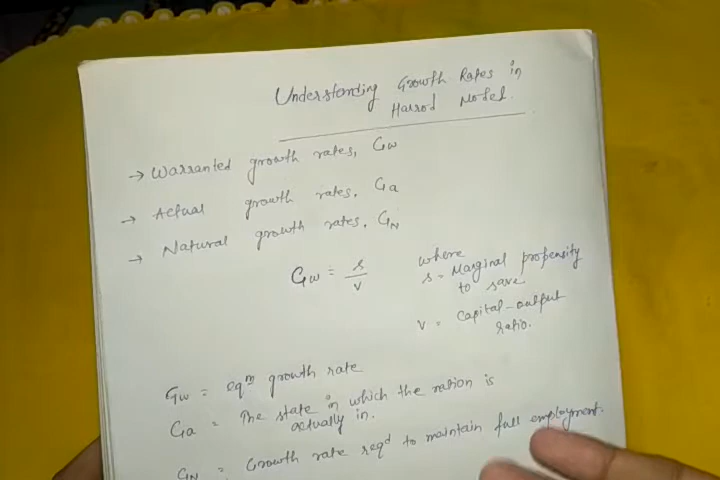 Understanding Growth Rates in
Harrod Model.
→ Warranted growth rates, Gw
→ Actual growth rates, Ga
→ Natural growth rates, GN
Gw = s/v
where
s = Marginal propensity
to save.
v = Capital-output
ratio.
Gw = eqm growth rate
Ga = The state in which the nation is
actually in.
GN = Growth rate reqd to maintain full employment.